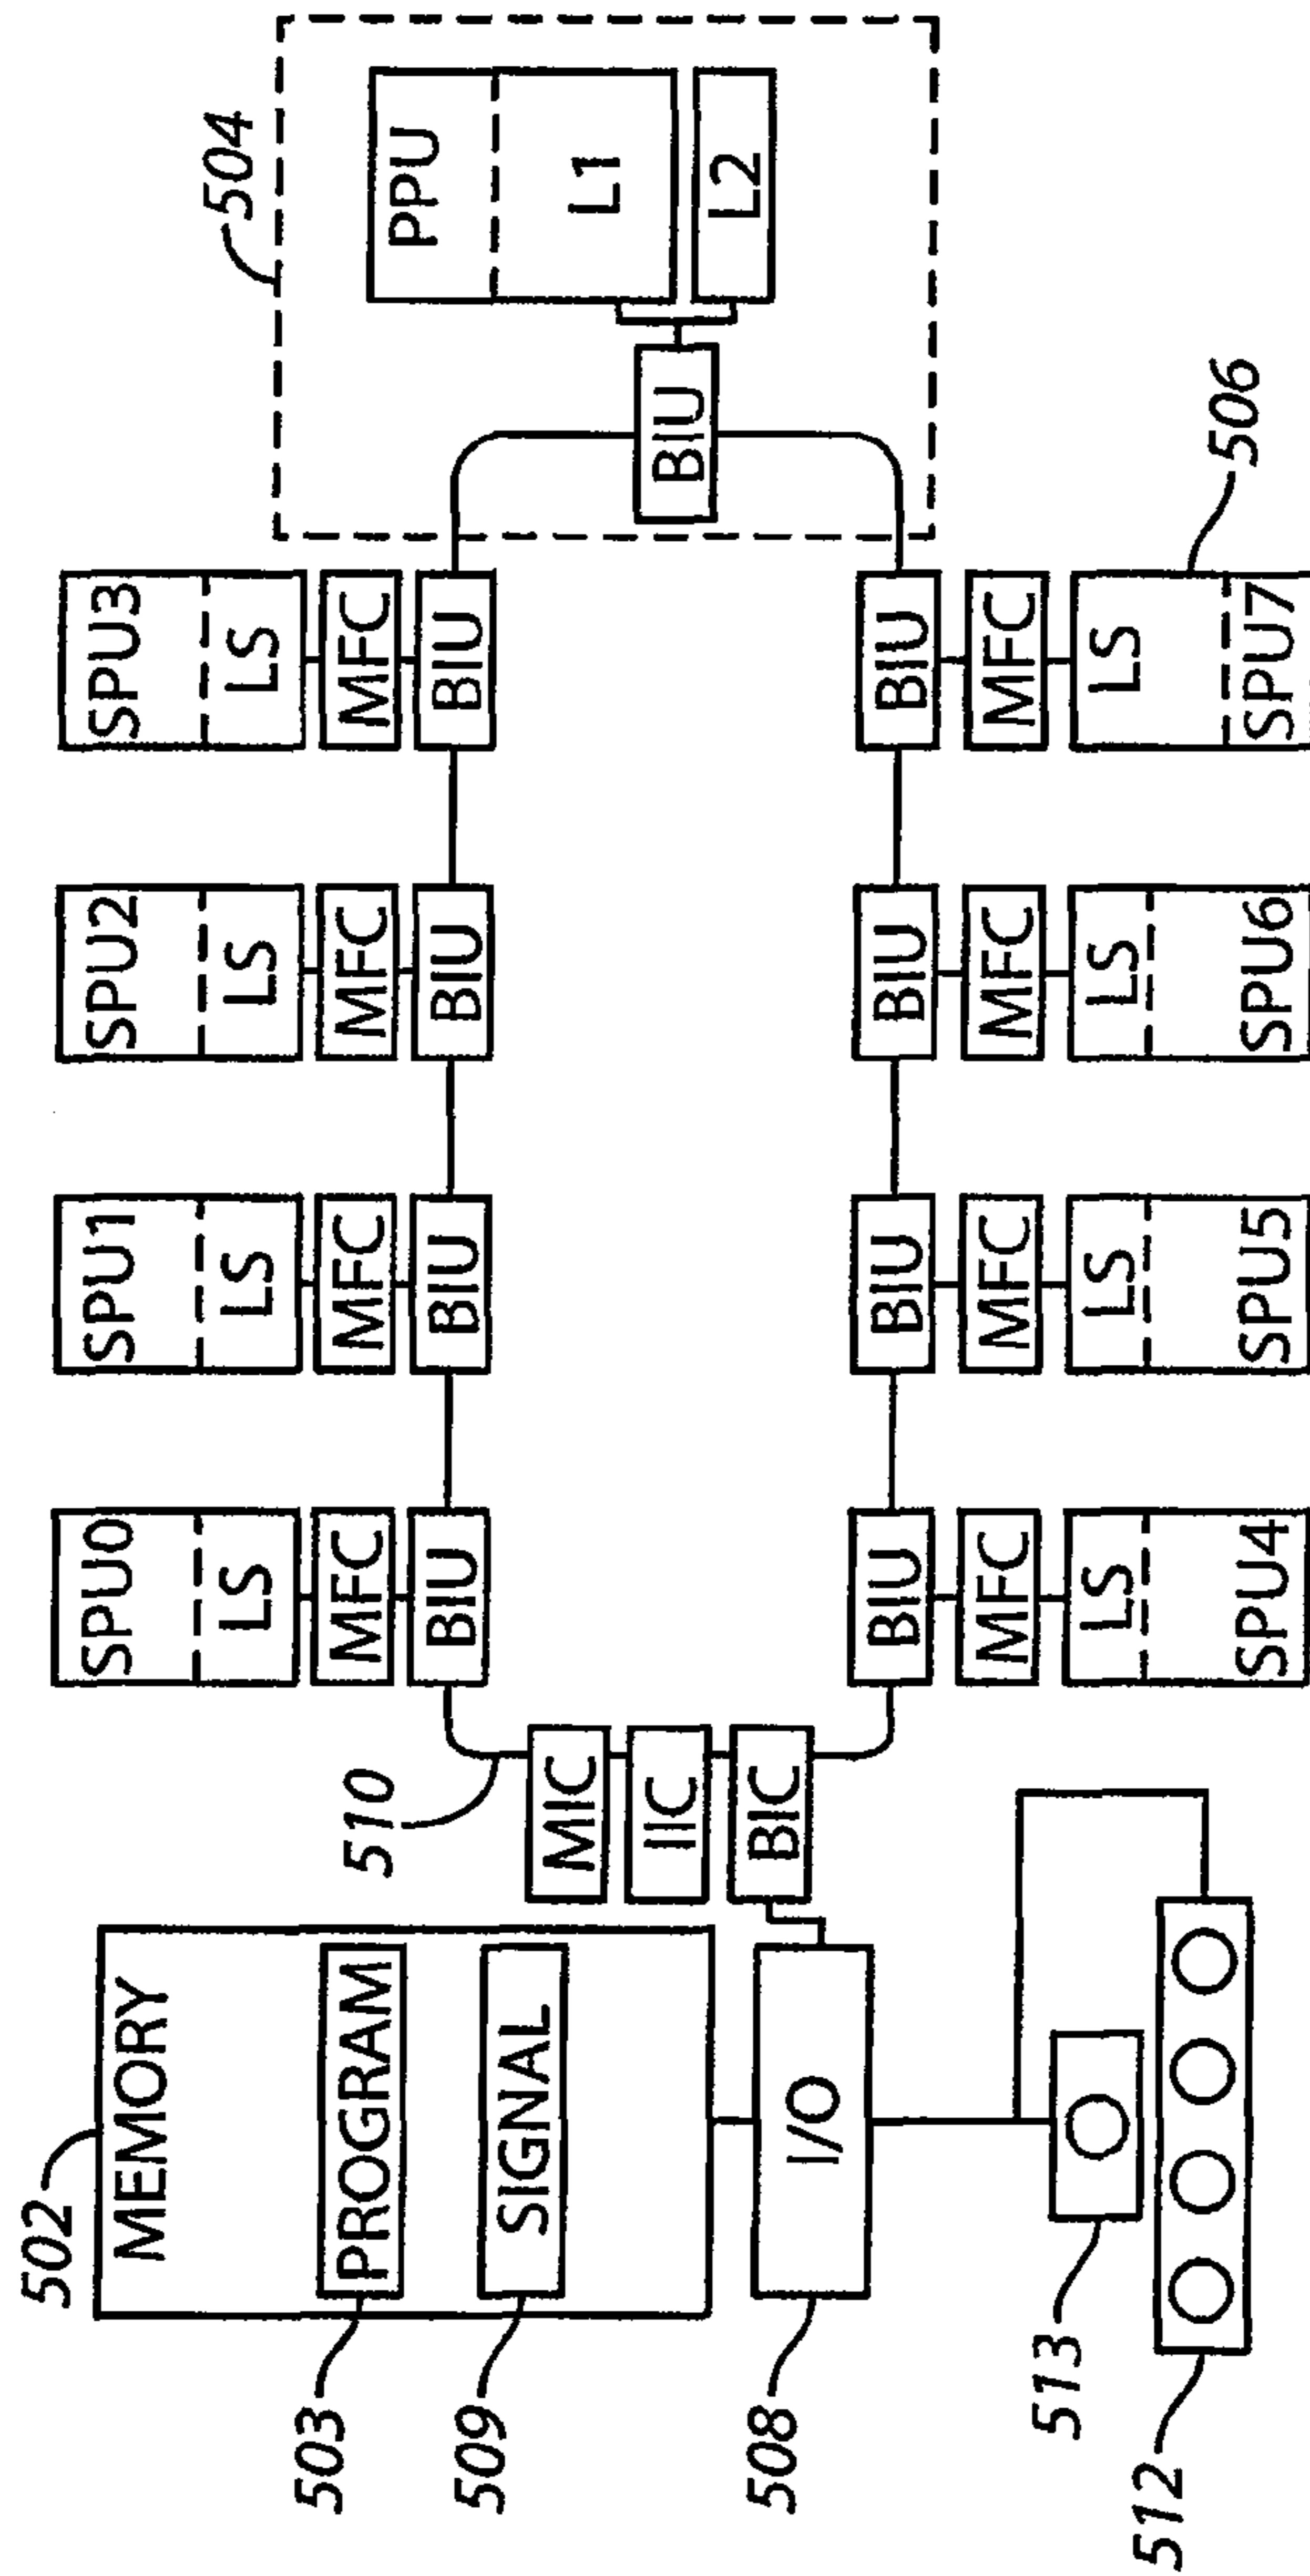 502
MEMORY
503
PROGRAM
509
SIGNAL
508
I/O
513
512
510
MIC
IIC
BIC
SPU0
LS
MFC
BIU
SPU1
LS
MFC
BIU
SPU2
LS
MFC
BIU
SPU3
LS
MFC
BIU
504
PPU
L1
L2
BIU
BIU
MFC
LS
SPU4
BIU
MFC
LS
SPU5
BIU
MFC
LS
SPU6
BIU
MFC
LS
SPU7
506